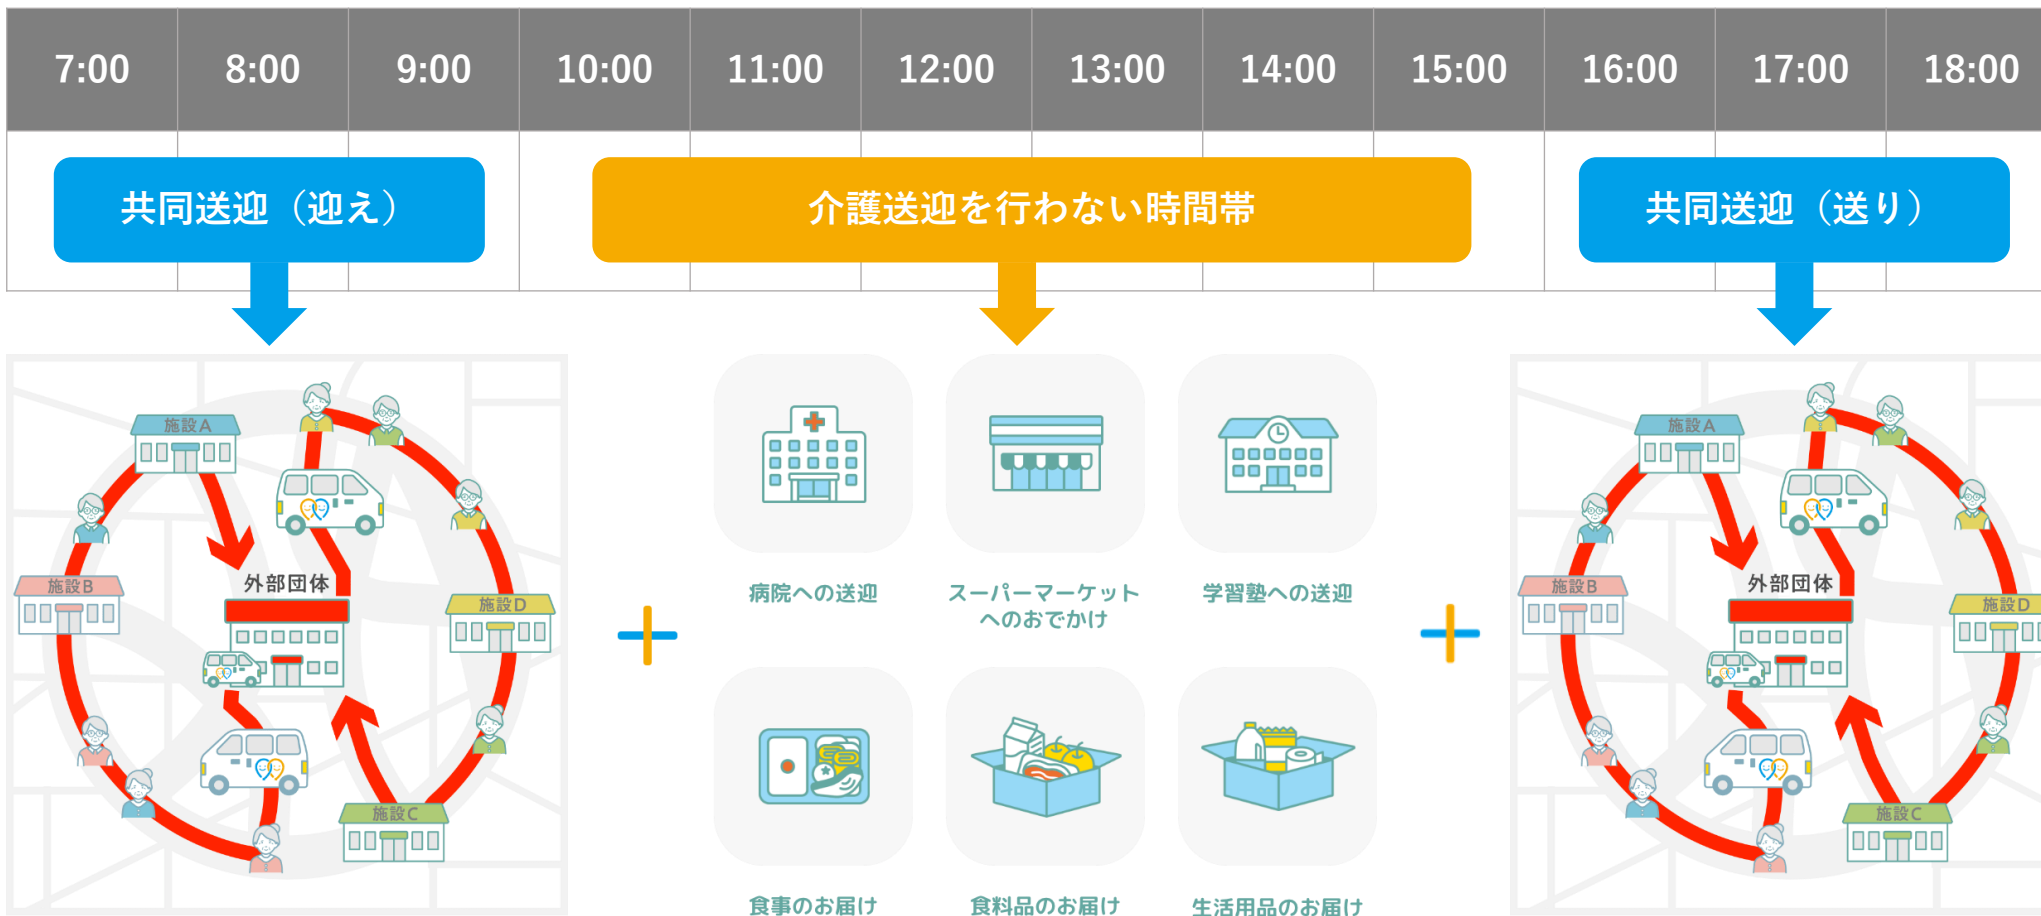 7:00 8:00 9:00 10:00 11:00 12:00 13:00 14:00 15:00 16:00 17:00 18:00
共同送迎（迎え）
介護送迎を行わない時間帯
共同送迎（送り）
施設A
施設B
外部団体
施設D
施設C
病院への送迎
スーパーマーケット
へのおでかけ
学習塾への送迎
食事のお届け
食料品のお届け
生活用品のお届け
施設A
施設B
外部団体
施設D
施設C